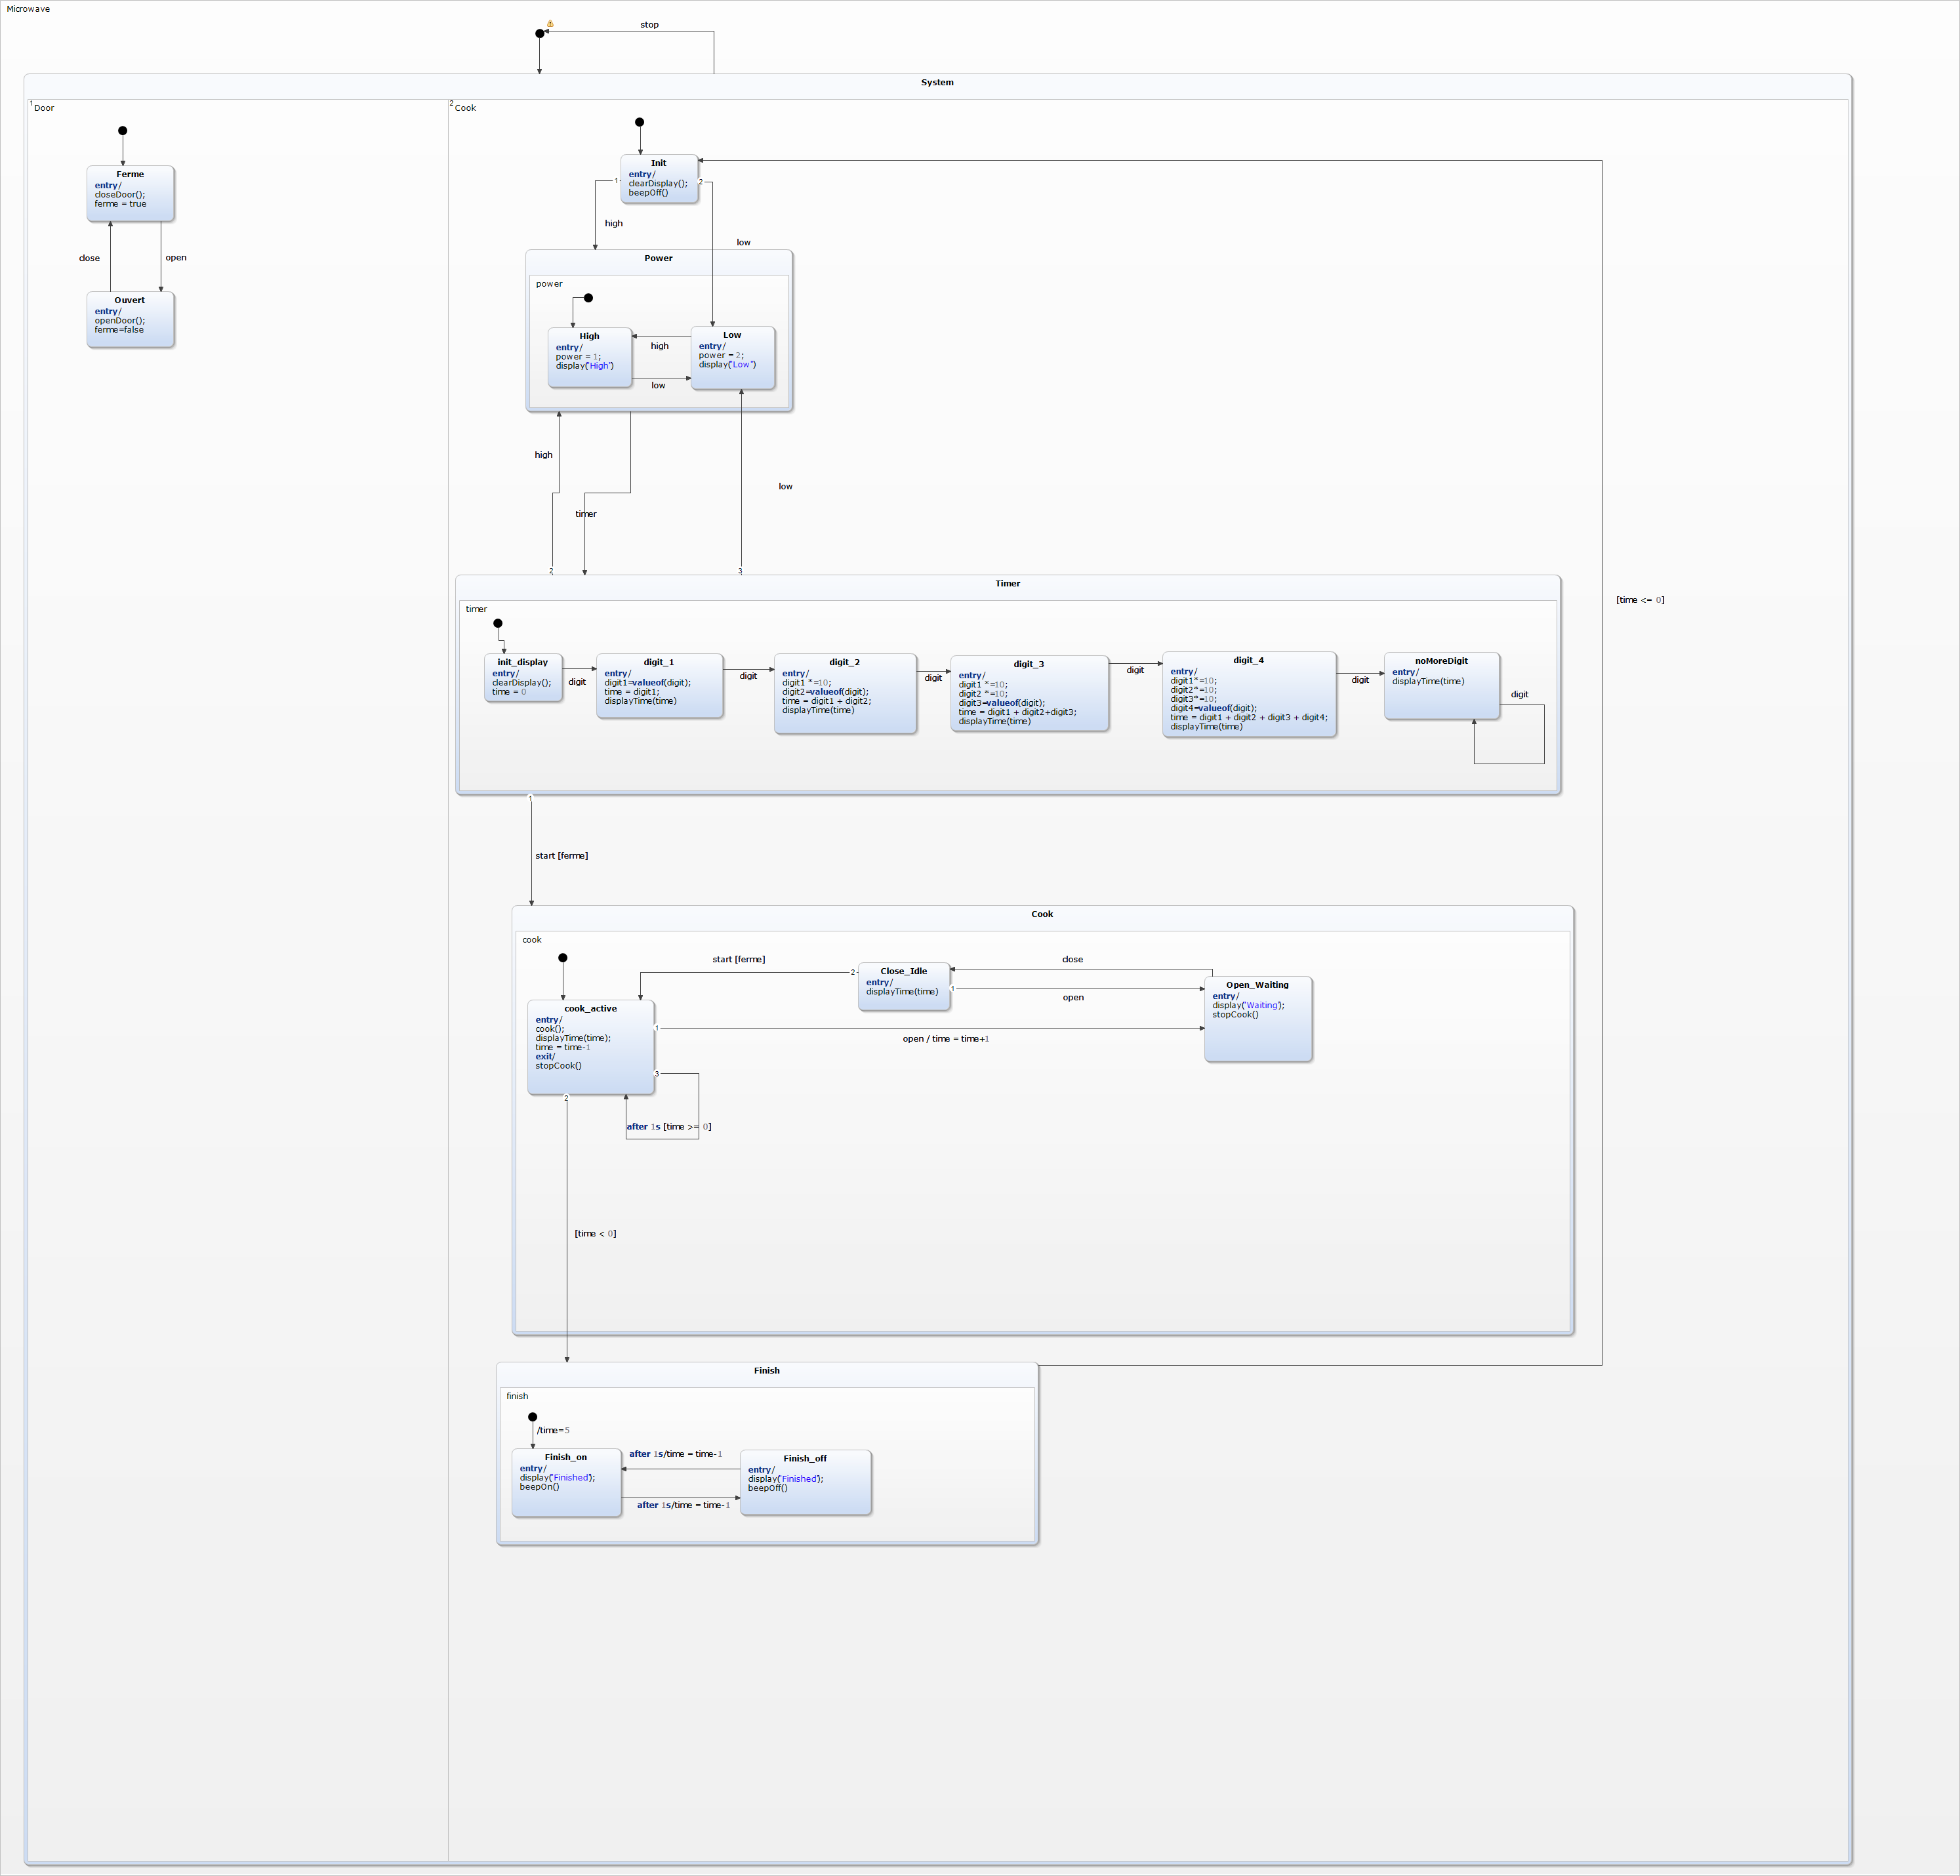 Microwave
stop
System
1
Door
2
Cook
Ferme
entry/
closeDoor();
ferme = true
close
open
Ouvert
entry/
openDoor();
ferme=false
Init
entry/
clearDisplay();
beepOff()
1
2
high
low
Power
power
High
entry/
power = 1;
display("High")
Low
entry/
power = 2;
display("Low")
high
low
high
low
timer
2
3
Timer
timer
init_display
entry/
clearDisplay();
time = 0
digit
digit_1
entry/
digit1=valueof(digit);
time = digit1;
displayTime(time)
digit
digit_2
entry/
digit1 *=10;
digit2=valueof(digit);
time = digit1 + digit2;
displayTime(time)
digit
digit_3
entry/
digit1 *=10;
digit2 *=10;
digit3=valueof(digit);
time = digit1 + digit2+digit3;
displayTime(time)
digit
digit_4
entry/
digit1*=10;
digit2*=10;
digit3*=10;
digit4=valueof(digit);
time = digit1 + digit2 + digit3 + digit4;
displayTime(time)
digit
noMoreDigit
entry/
displayTime(time)
digit
[time <= 0]
1
start [ferme]
Cook
cook
start [ferme]
2
Close_Idle
entry/
displayTime(time)
1
close
open
Open_Waiting
entry/
display("Waiting");
stopCook()
cook_active
entry/
cook();
displayTime(time);
time = time-1
exit/
stopCook()
1
open / time = time+1
3
2
after 1s [time >= 0]
[time < 0]
Finish
finish
/time=5
Finish_on
entry/
display("Finished");
beepOn()
after 1s/time = time-1
after 1s/time = time-1
Finish_off
entry/
display("Finished");
beepOff()